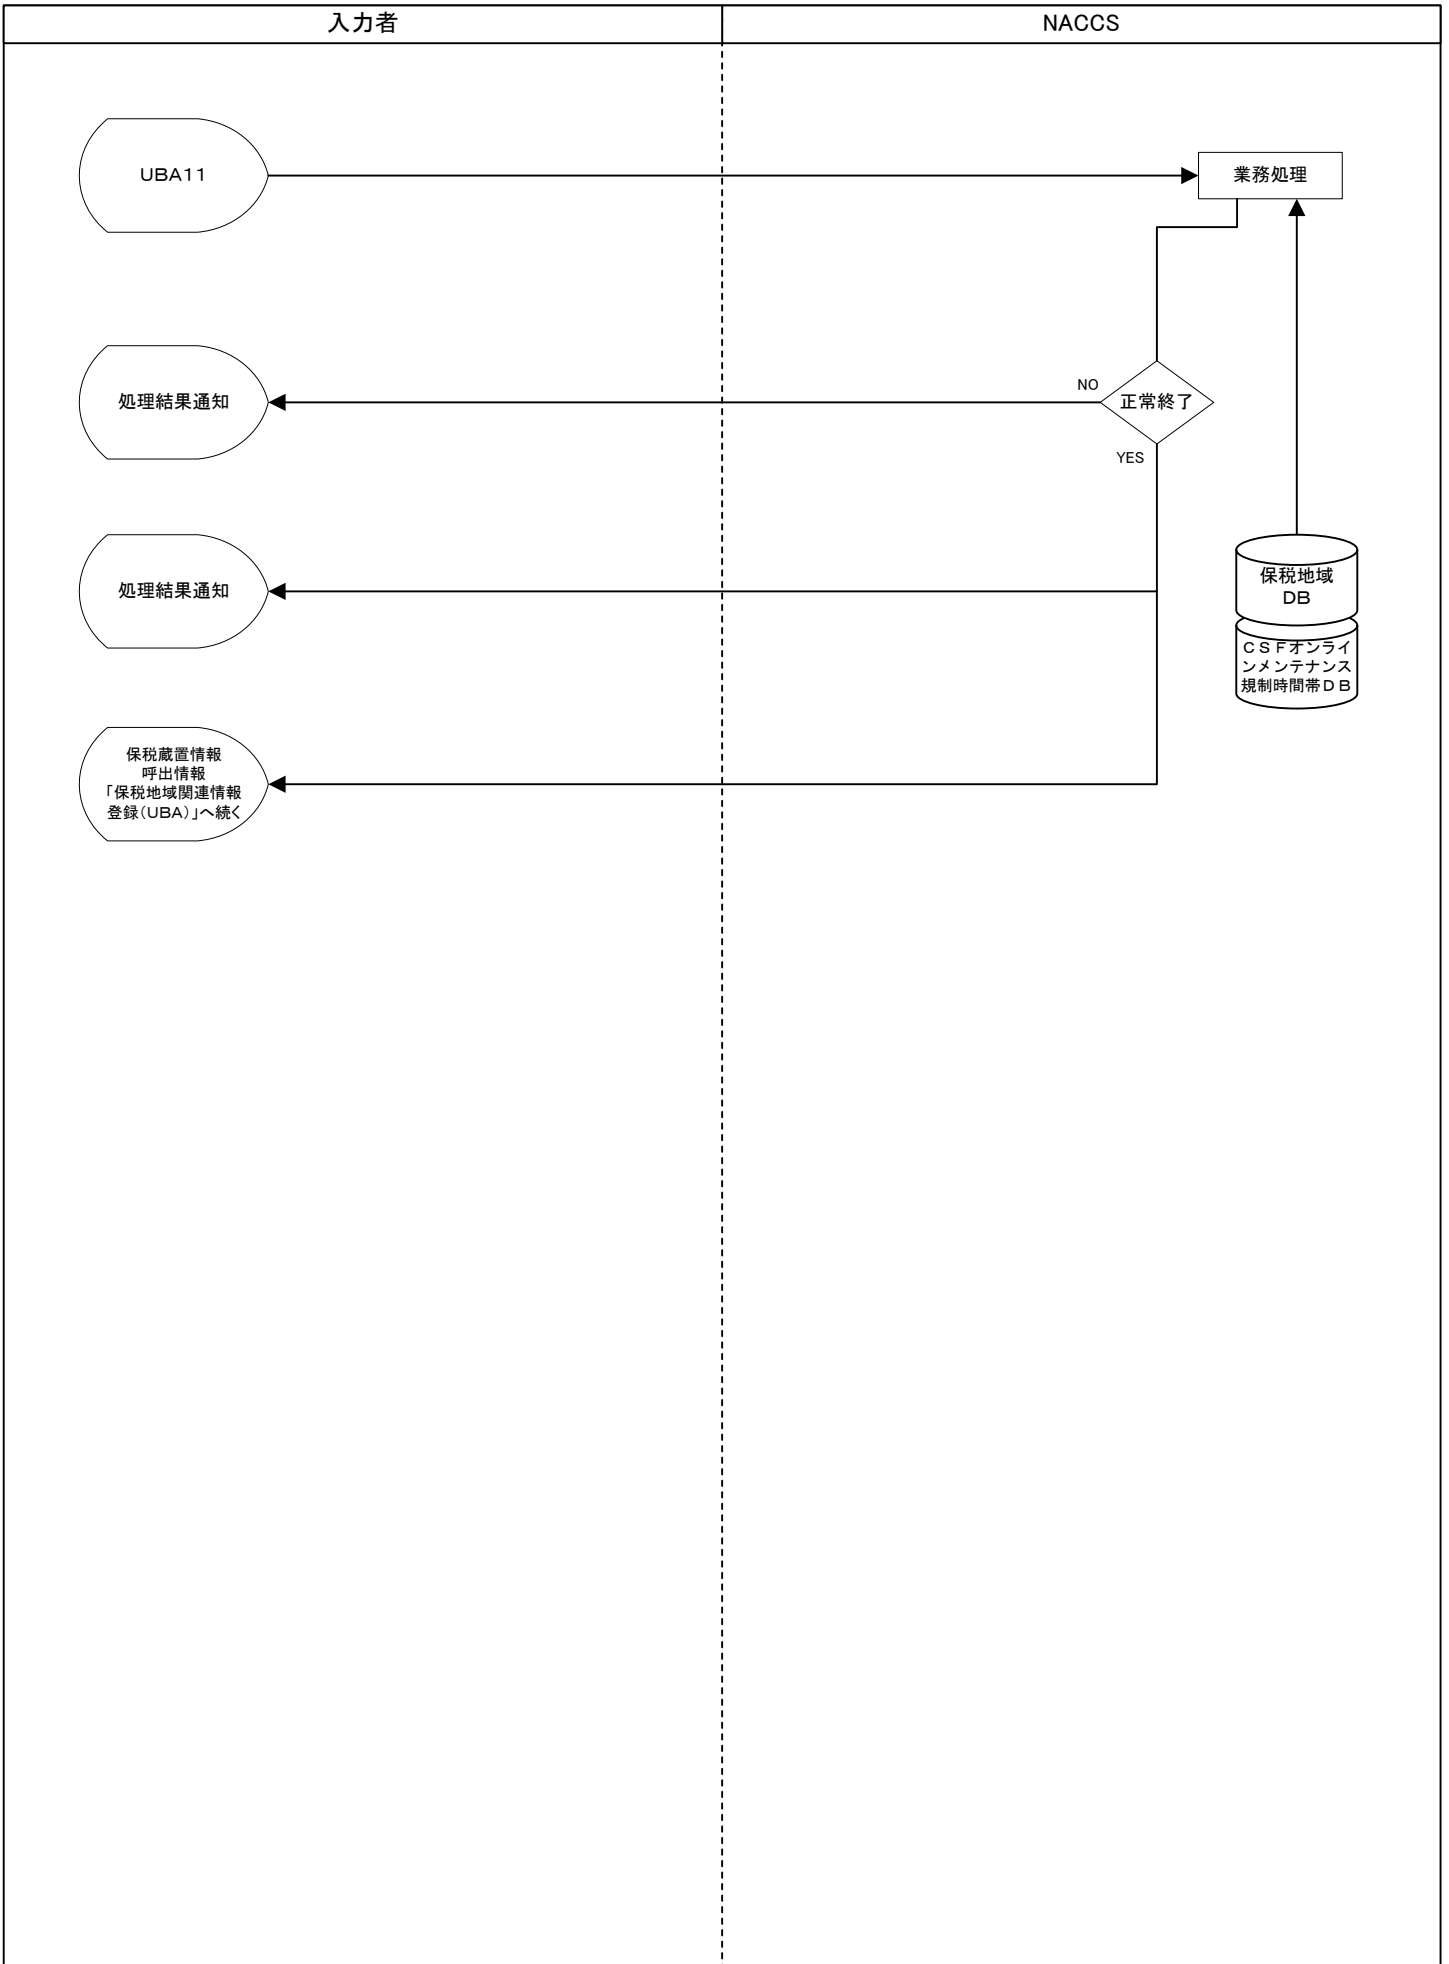 入力者
NACCS
UBA11
業務処理
処理結果通知
NO
正常終了
YES
処理結果通知
保税地域
DB
CSFオンライ
ンメンテナンス
規制時間帯DB
保税蔵置情報
呼出情報
「保税地域関連情報
登録(UBA)」へ続く